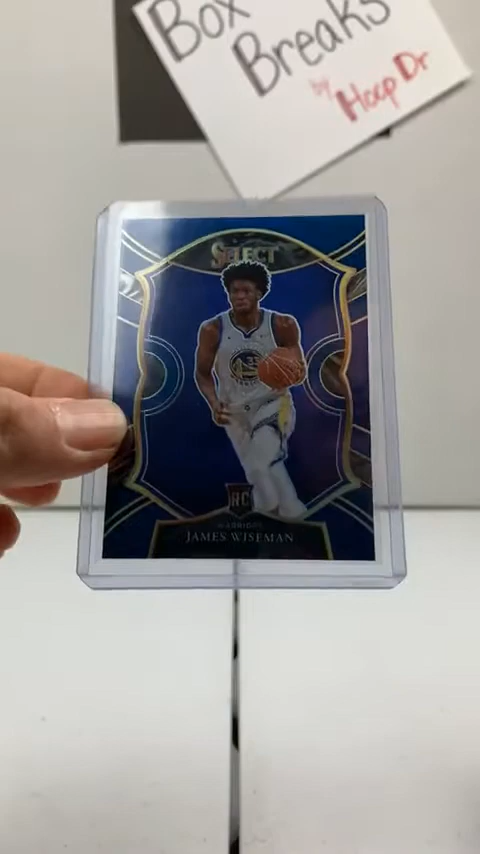 Box
Breaks
by Hoop Dr
SELECT
RC
WARRIORS
JAMES WISEMAN